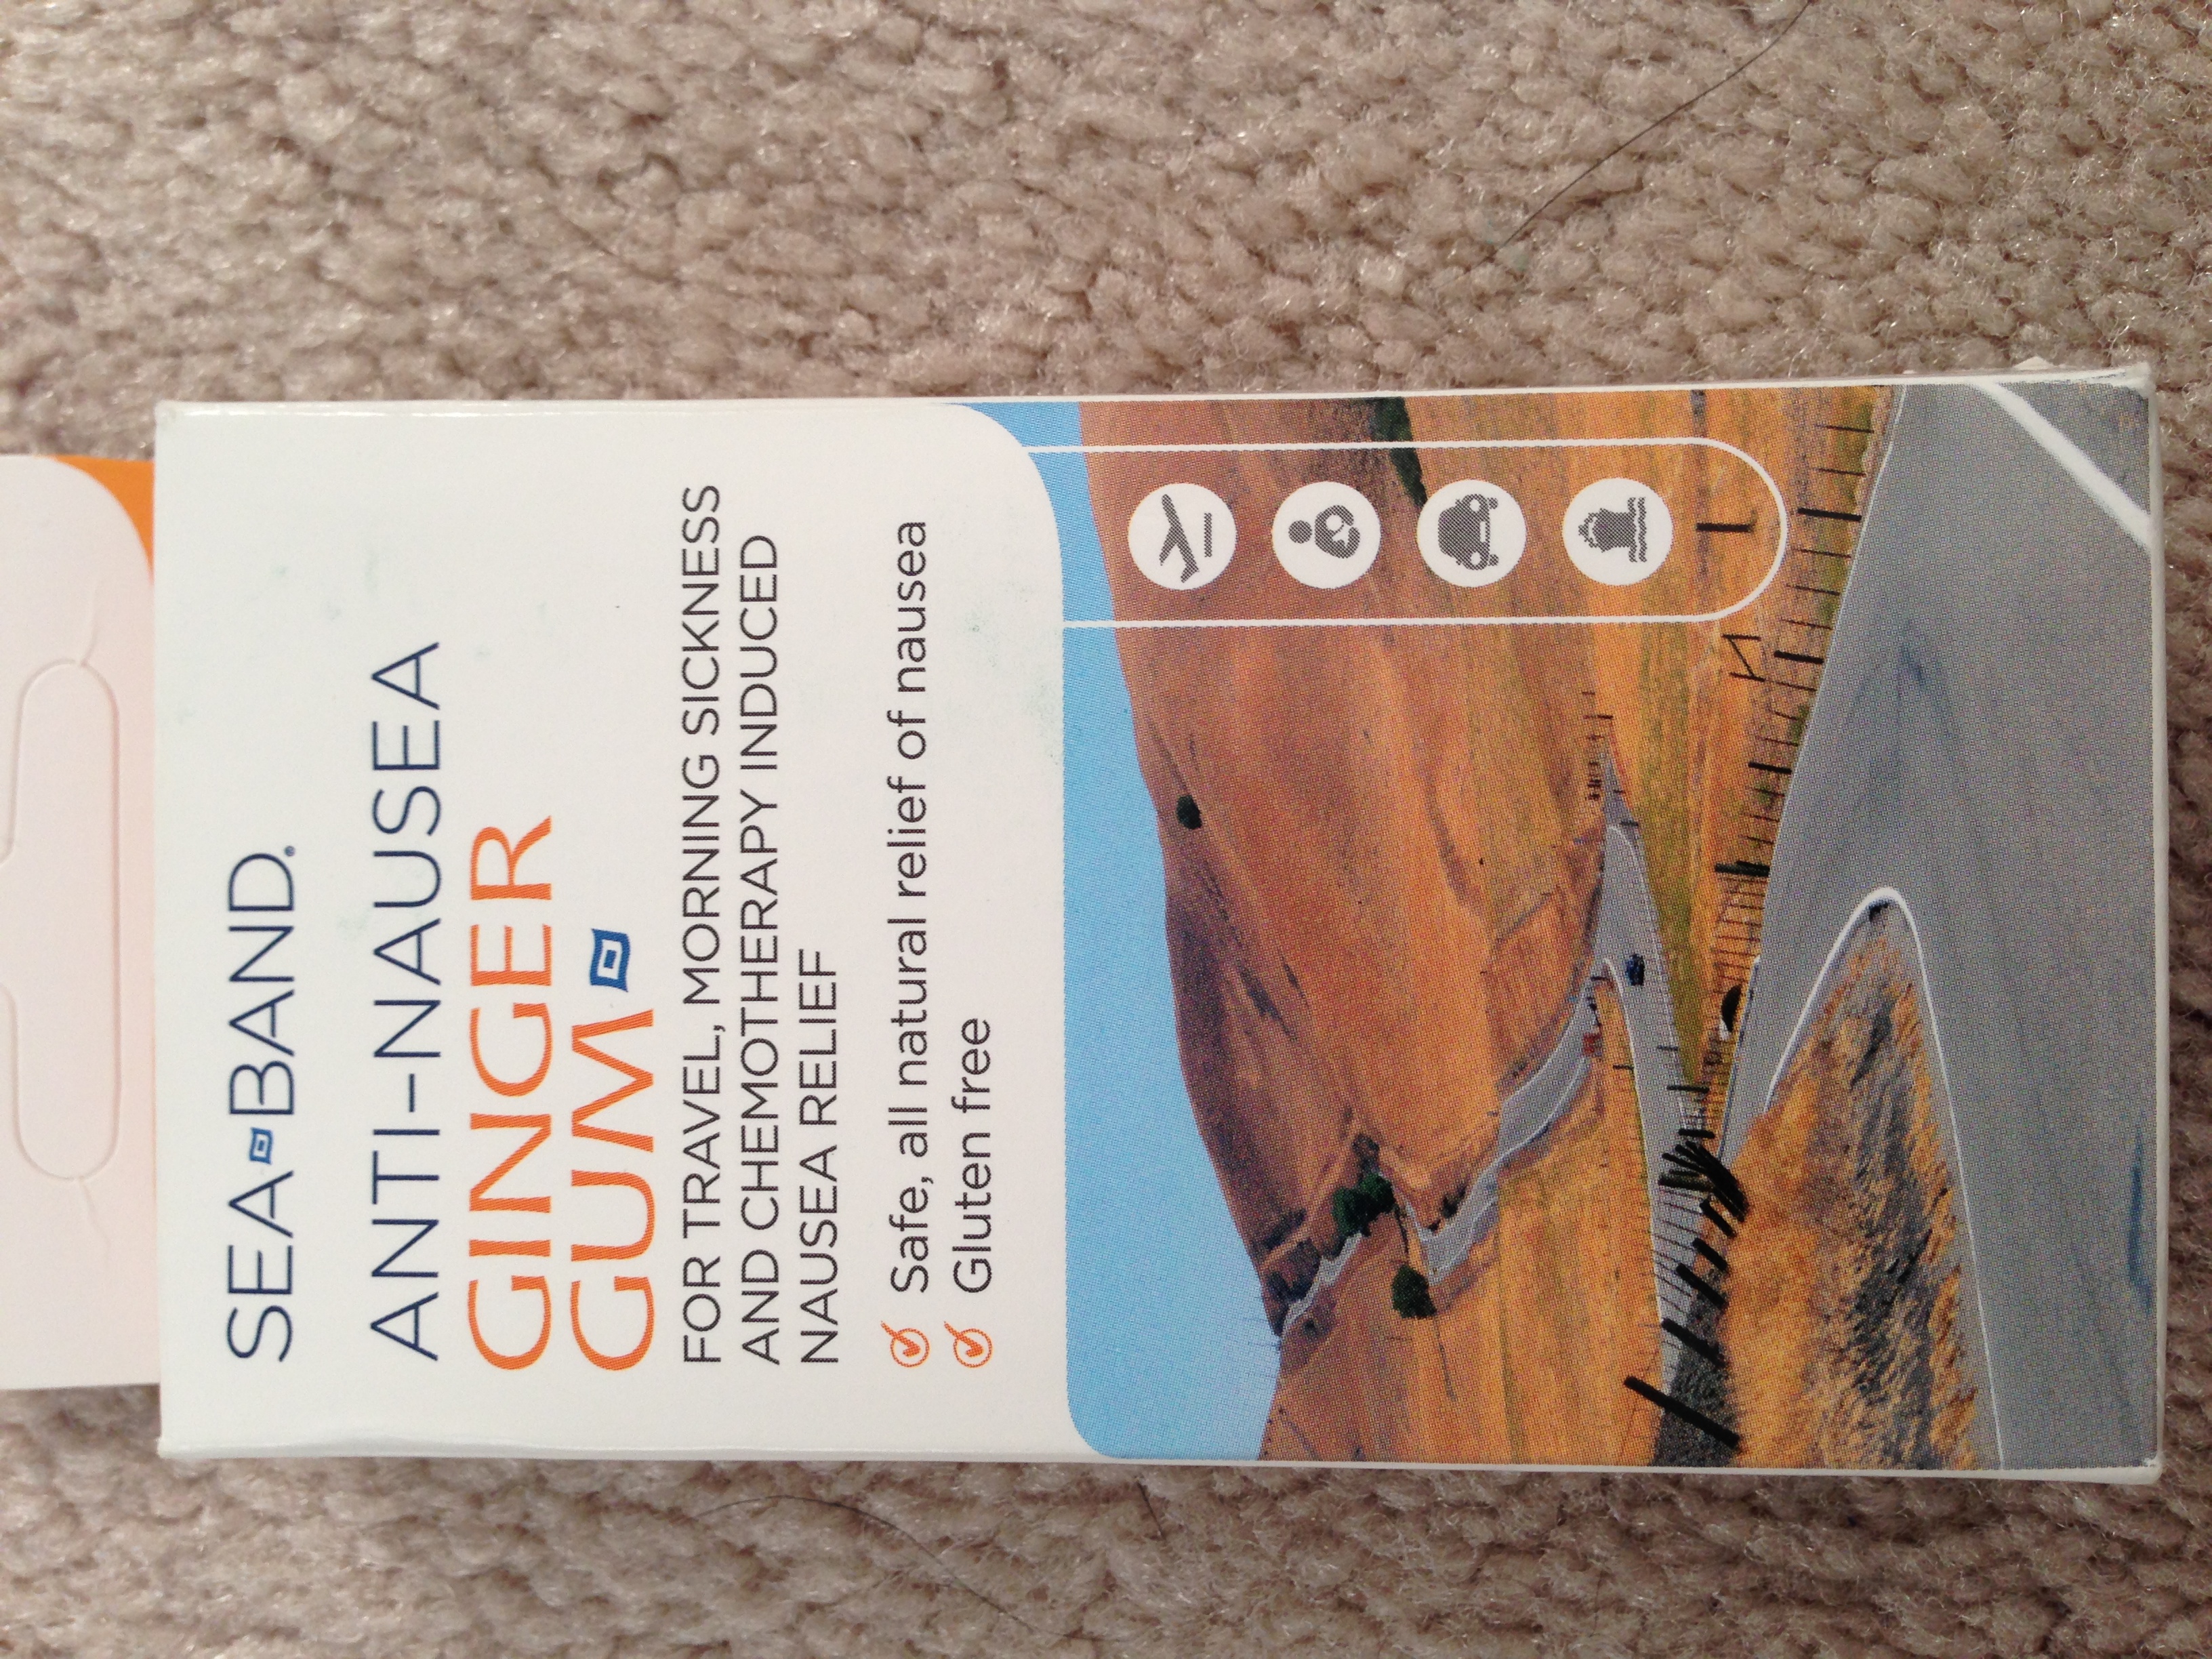 SEA-BAND®
ANTI-NAUSEA
GINGER
GUM
FOR TRAVEL, MORNING SICKNESS
AND CHEMOTHERAPY INDUCED
NAUSEA RELIEF
Safe, all natural relief of nausea
Gluten free